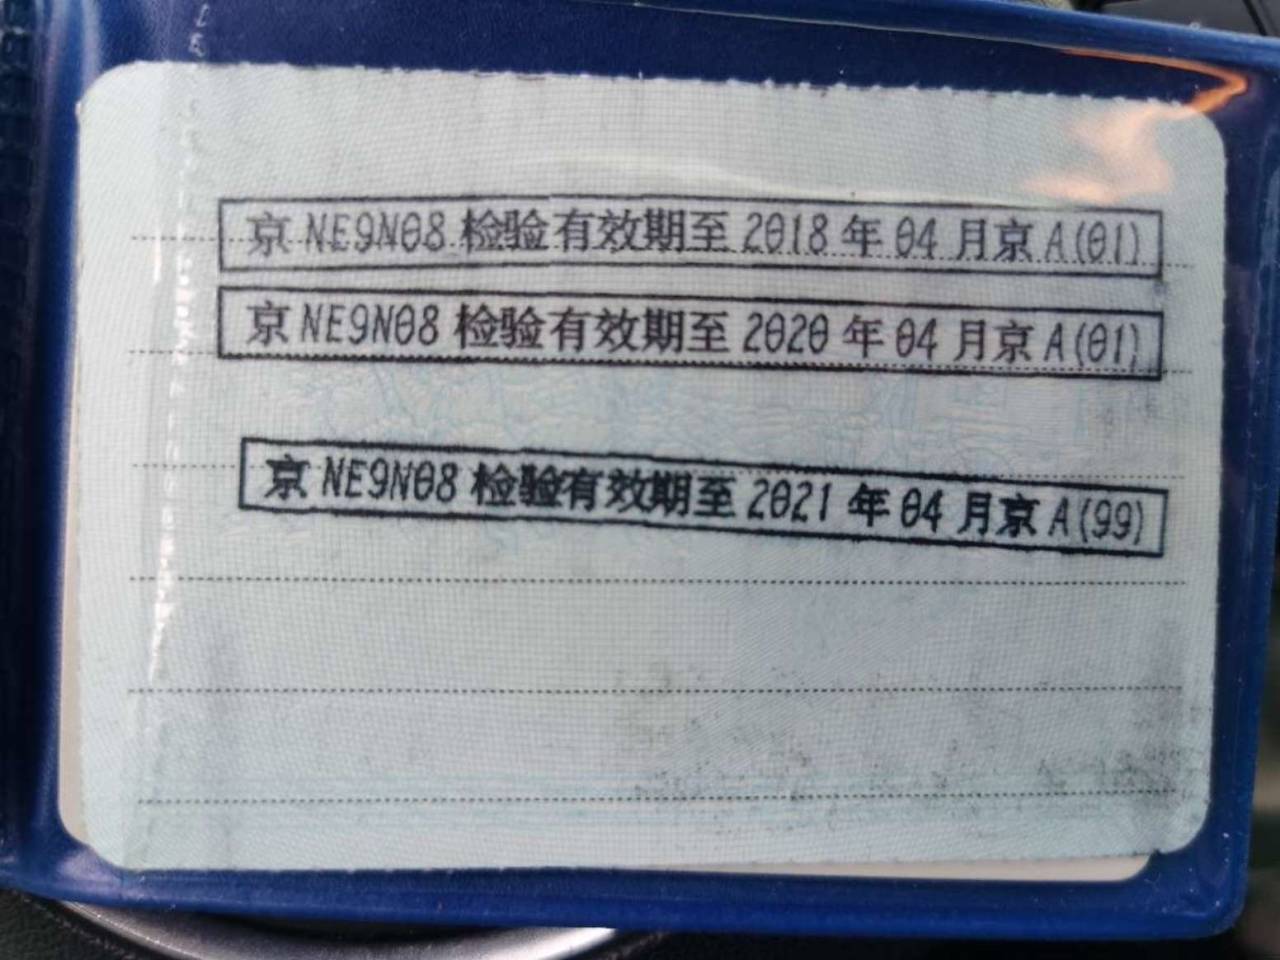 京 NE9N08 检验有效期至 2018 年 04 月京 A(01)
京 NE9N08 检验有效期至 2020 年 04 月京 A(01)
京 NE9N08 检验有效期至 2021 年 04 月京 A(99)